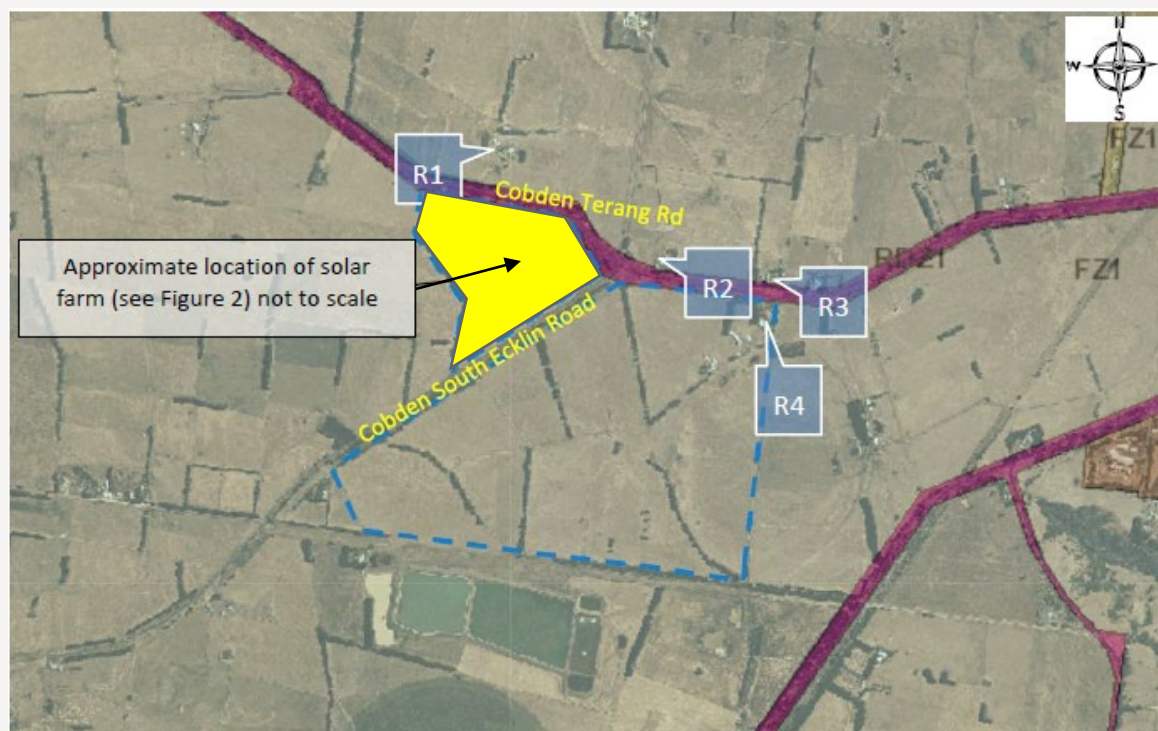 N
W
S
FZ1
R1
Cobden Terang Rd
Approximate location of solar
farm (see Figure 2) not to scale
R2
R3
FZ1
Cobden South Ecklin Road
R4